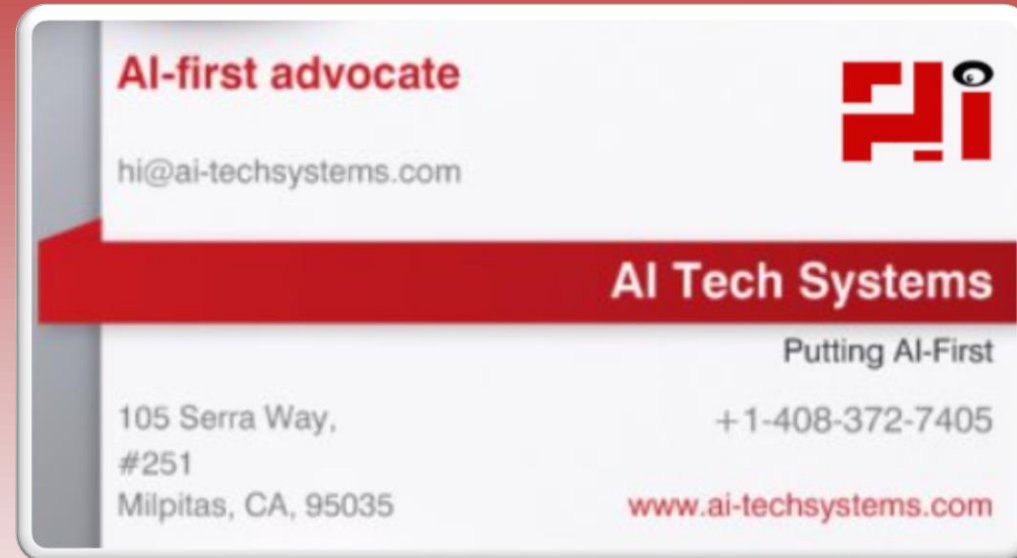 AI-first advocate
hi@ai-techsystems.com
AI Tech Systems
Putting AI-First
105 Serra Way,
#251
Milpitas, CA, 95035
+1-408-372-7405
www.ai-techsystems.com